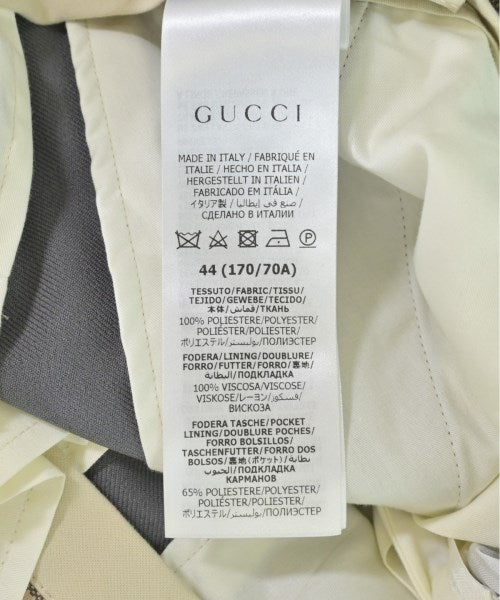 GUCCI
MADE IN ITALY / FABRIQUÉ EN
ITALIE / HECHO EN ITALIA /
HERGESTELLT IN ITALIEN /
FABRICADO EM ITÁLIA /
イタリア製 / صنع في إيطاليا /
СДЕЛАНО В ИТАЛИИ
P
44 (170/70A)
TESSUTO/FABRIC/TISSU/
TEJIDO/GEWEBE/TECIDO/
本体/قماش/ТКАНЬ
100% POLIESTERE/POLYESTER/
POLIÉSTER/POLIESTER/
ポリエステル/بوليستر/ПОЛИЭСТЕР
FODERA/LINING/DOUBLURE/
FORRO/FUTTER/FORRO/裏地/
البطانة/ПОДКЛАДКА
100% VISCOSA/VISCOSE/
VISKOSE/レーヨン/فسكوز/
ВИСКОЗА
FODERA TASCHE/POCKET
LINING/DOUBLURE POCHES/
FORRO BOLSILLOS/
TASCHENFUTTER/FORRO DOS
BOLSOS/裏地(ポケット)/بطانة
الجيوب/ПОДКЛАДКА
КАРМАНОВ
65% POLIESTERE/POLYESTER/
POLIÉSTER/POLIESTER/
ポリエステル/بوليستر/ПОЛИЭСТЕР